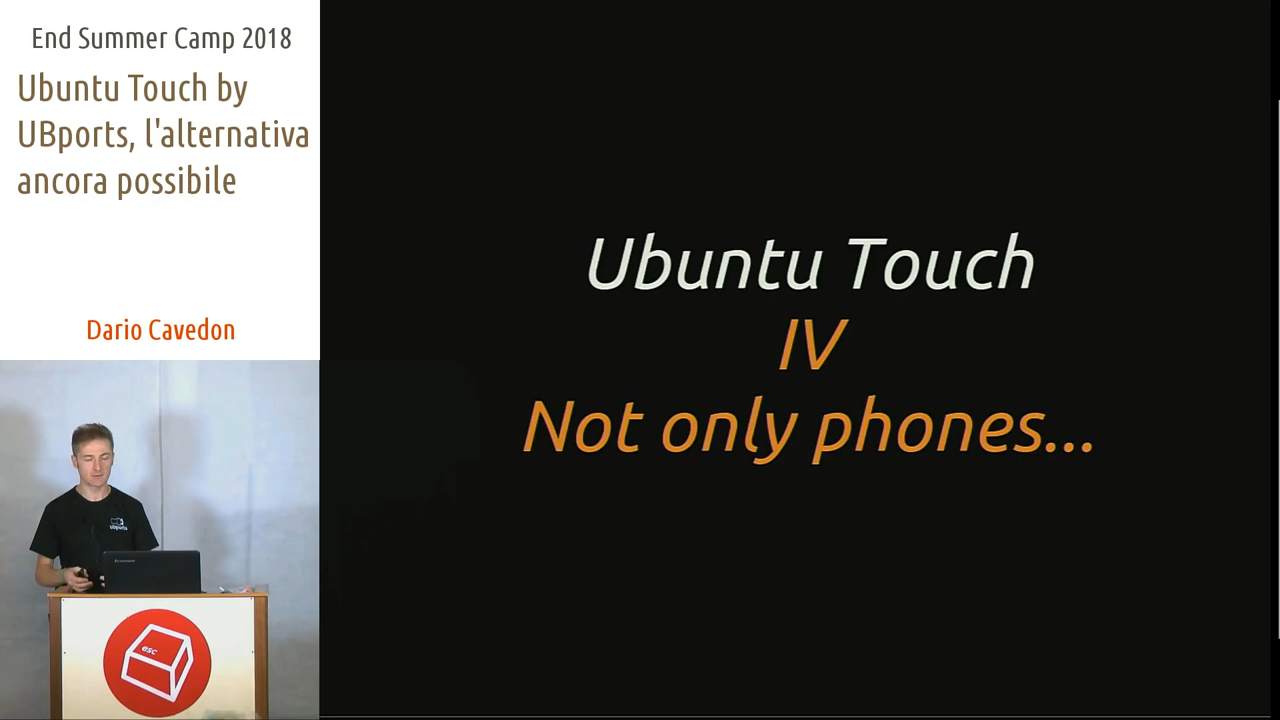 End Summer Camp 2018
Ubuntu Touch by
UBports, l'alternativa
ancora possibile
Dario Cavedon
Ubuntu Touch
IV
Not only phones...
ubports
esc